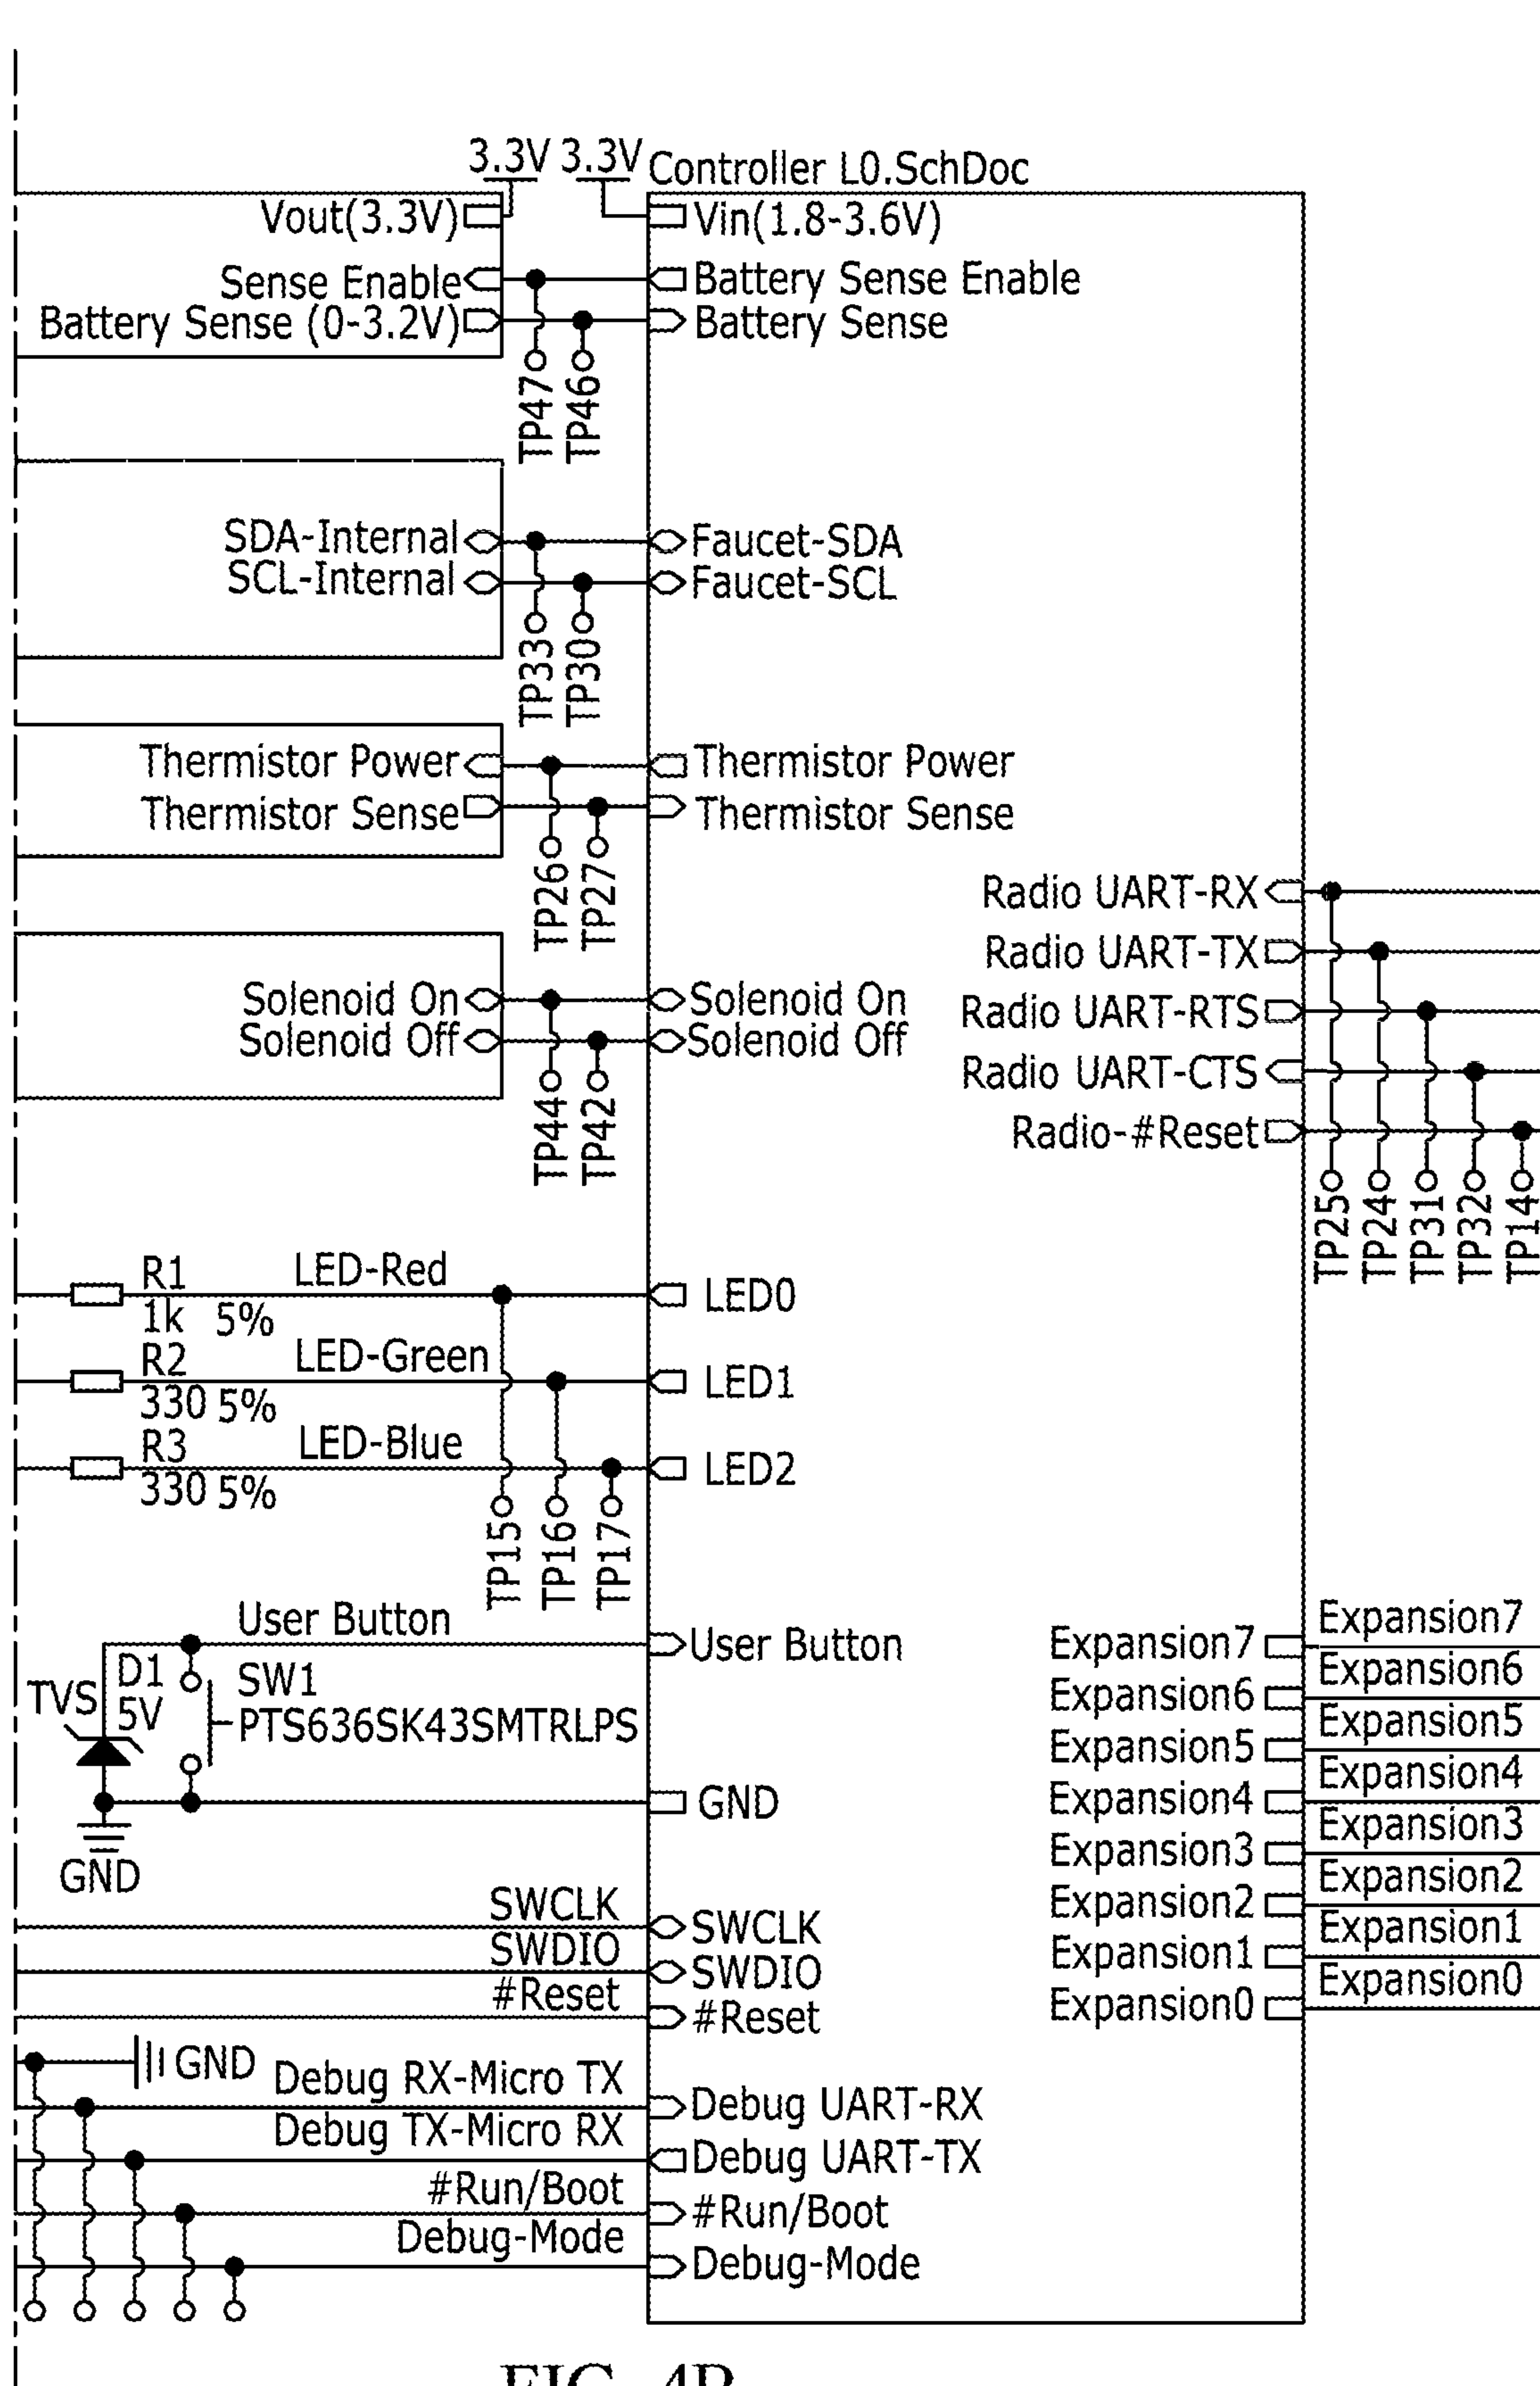 3.3V 3.3V Controller L0.SchDoc
Vout(3.3V) Vin(1.8-3.6V)
Sense Enable Battery Sense Enable
Battery Sense (0-3.2V) Battery Sense
TP47 TP46
SDA-Internal Faucet-SDA
SCL-Internal Faucet-SCL
TP33 TP30
Thermistor Power Thermistor Power
Thermistor Sense Thermistor Sense
TP26 TP27
Radio UART-RX
Radio UART-TX
Solenoid On Solenoid On
Radio UART-RTS
Solenoid Off Solenoid Off
Radio UART-CTS
TP44 TP42
Radio-#Reset
TP25 TP24 TP31 TP32 TP14
R1 LED-Red LED0
1k 5%
R2 LED-Green LED1
330 5%
R3 LED-Blue LED2
330 5%
TP15 TP16 TP17
User Button User Button
TVS D1 5V
SW1
PTS636SK43SMTRLPS
GND
GND
Expansion7 Expansion7
Expansion6 Expansion6
Expansion5 Expansion5
Expansion4 Expansion4
Expansion3 Expansion3
Expansion2 Expansion2
Expansion1 Expansion1
Expansion0 Expansion0
SWCLK SWCLK
SWDIO SWDIO
#Reset #Reset
GND
Debug RX-Micro TX Debug UART-RX
Debug TX-Micro RX Debug UART-TX
#Run/Boot #Run/Boot
Debug-Mode Debug-Mode
FIG. 4B